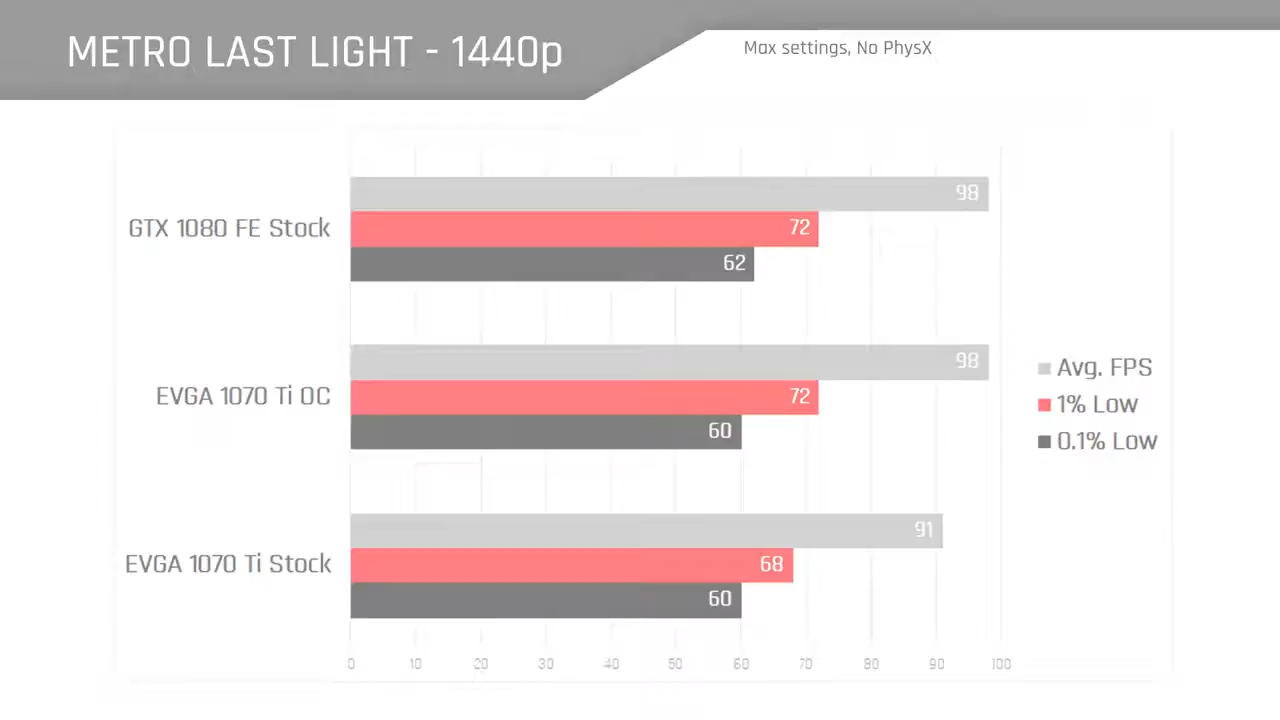 METRO LAST LIGHT - 1440p
Max settings, No PhysX
GTX 1080 FE Stock
98
72
62
EVGA 1070 Ti OC
98
72
60
EVGA 1070 Ti Stock
91
68
60
Avg. FPS
1% Low
0.1% Low
0 10 20 30 40 50 60 70 80 90 100